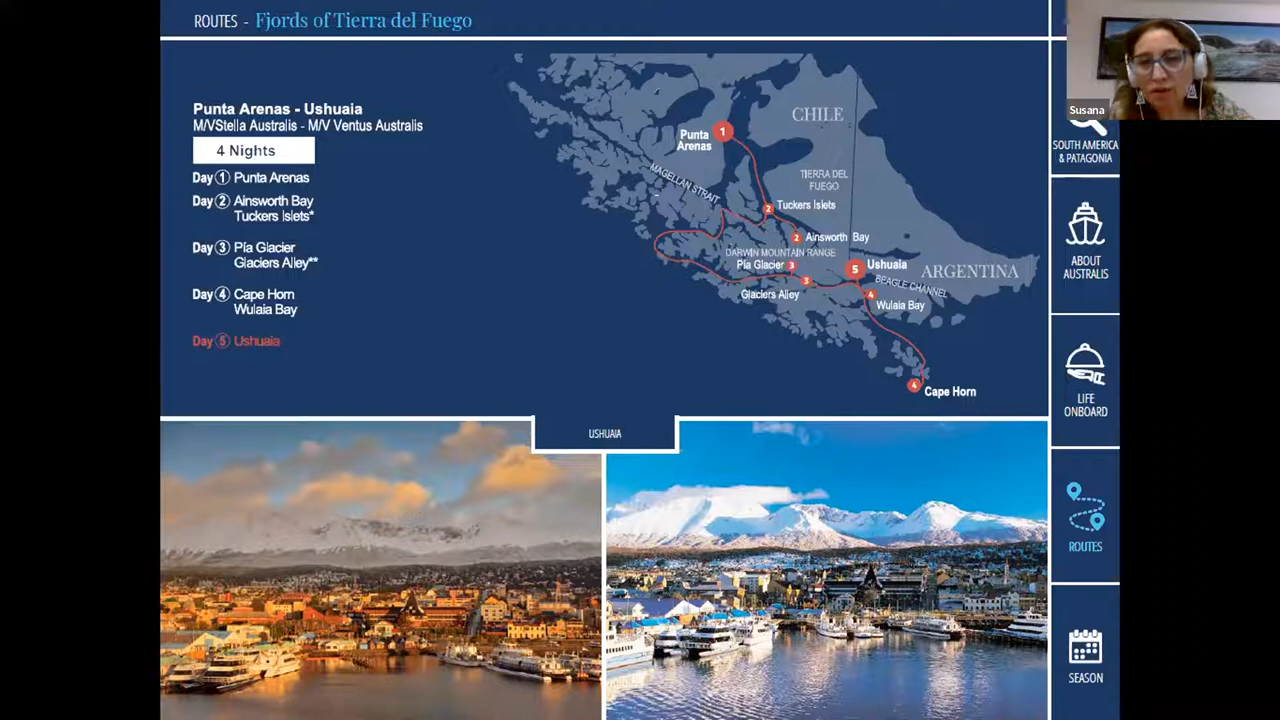 ROUTES - Fjords of Tierra del Fuego
Punta Arenas - Ushuaia
M/VStella Australis - M/V Ventus Australis
4 Nights
Day 1 Punta Arenas
Day 2 Ainsworth Bay
Tuckers Islets*
Day 3 Pía Glacier
Glaciers Alley**
Day 4 Cape Horn
Wulaia Bay
Day 5 Ushuaia
CHILE
Punta
Arenas
1
MAGELLAN STRAIT
TIERRA DEL
FUEGO
2 Tuckers Islets
2 Ainsworth Bay
DARWIN MOUNTAIN RANGE
Pía Glacier 3
5 Ushuaia
ARGENTINA
3
Glaciers Alley
BEAGLE CHANNEL
4
Wulaia Bay
4 Cape Horn
USHUAIA
Susana
SOUTH AMERICA
& PATAGONIA
ABOUT
AUSTRALIS
LIFE
ONBOARD
ROUTES
SEASON